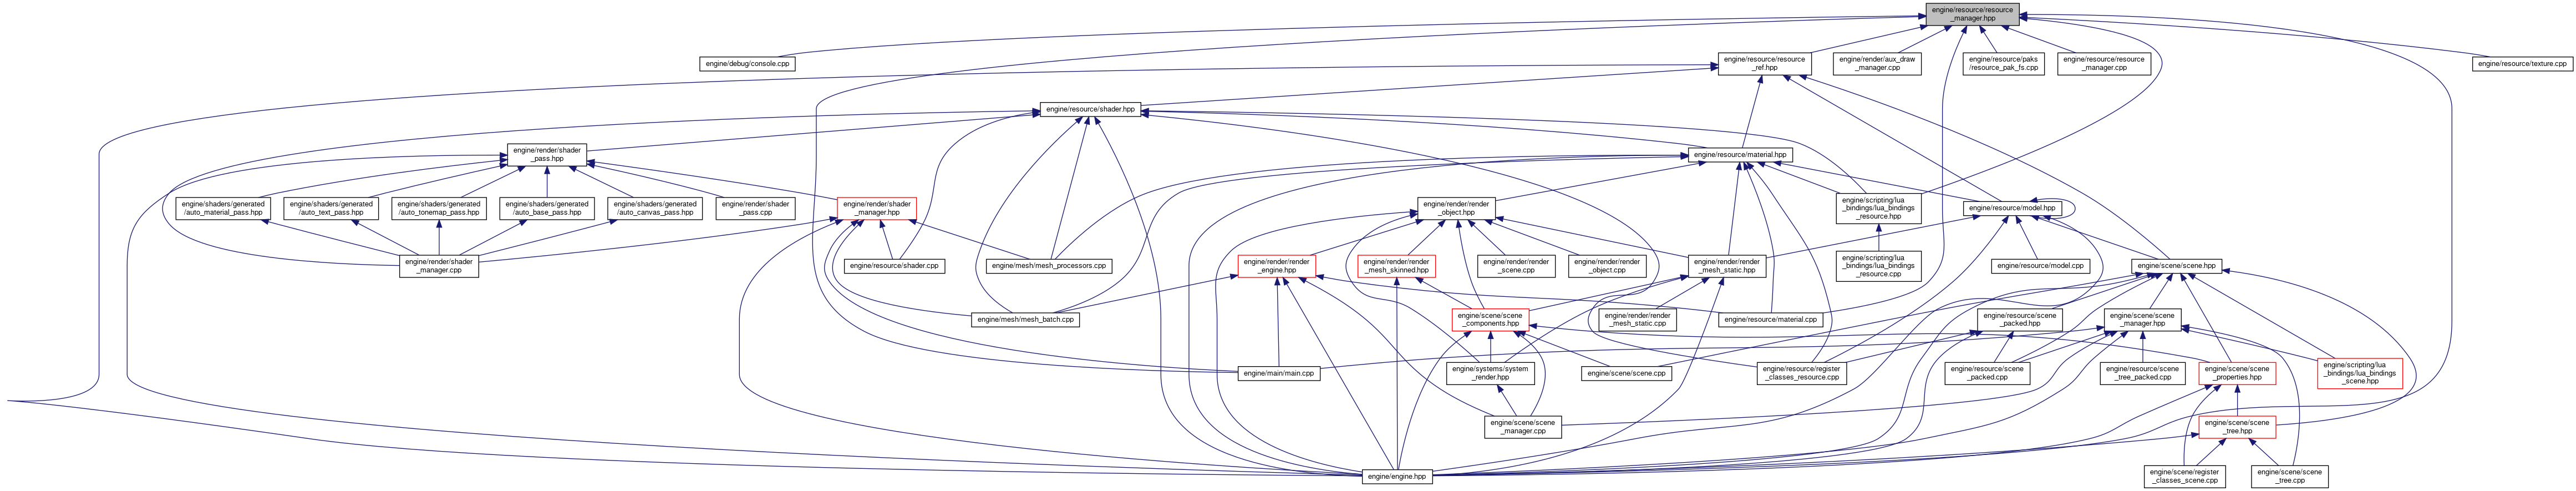 engine/resource/resource
_manager.hpp
engine/debug/console.cpp
engine/resource/resource
_ref.hpp
engine/render/aux_draw
_manager.cpp
engine/resource/paks
/resource_pak_fs.cpp
engine/resource/resource
_manager.cpp
engine/resource/texture.cpp
engine/resource/shader.hpp
engine/render/shader
_pass.hpp
engine/resource/material.hpp
engine/shaders/generated
/auto_material_pass.hpp
engine/shaders/generated
/auto_text_pass.hpp
engine/shaders/generated
/auto_tonemap_pass.hpp
engine/shaders/generated
/auto_base_pass.hpp
engine/shaders/generated
/auto_canvas_pass.hpp
engine/render/shader
_pass.cpp
engine/render/shader
_manager.hpp
engine/render/render
_object.hpp
engine/scripting/lua
_bindings/lua_bindings
_resource.hpp
engine/resource/model.hpp
engine/render/shader
_manager.cpp
engine/resource/shader.cpp
engine/mesh/mesh_processors.cpp
engine/render/render
_engine.hpp
engine/render/render
_mesh_skinned.hpp
engine/render/render
_scene.cpp
engine/render/render
_object.cpp
engine/render/render
_mesh_static.hpp
engine/scripting/lua
_bindings/lua_bindings
_resource.cpp
engine/resource/model.cpp
engine/scene/scene.hpp
engine/mesh/mesh_batch.cpp
engine/scene/scene
_components.hpp
engine/render/render
_mesh_static.cpp
engine/resource/material.cpp
engine/resource/scene
_packed.hpp
engine/scene/scene
_manager.hpp
engine/main/main.cpp
engine/systems/system
_render.hpp
engine/scene/scene.cpp
engine/resource/register
_classes_resource.cpp
engine/resource/scene
_packed.cpp
engine/resource/scene
_tree_packed.cpp
engine/scene/scene
_properties.hpp
engine/scripting/lua
_bindings/lua_bindings
_scene.hpp
engine/scene/scene
_manager.cpp
engine/scene/scene
_tree.hpp
engine/engine.hpp
engine/scene/register
_classes_scene.cpp
engine/scene/scene
_tree.cpp